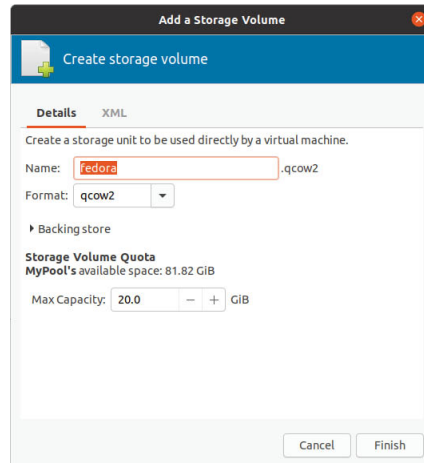 Add a Storage Volume
Create storage volume
Details XML
Create a storage unit to be used directly by a virtual machine.
Name: fedora .qcow2
Format: qcow2
Backing store
Storage Volume Quota
MyPool's available space: 81.82 GiB
Max Capacity: 20.0 − + GiB
Cancel Finish